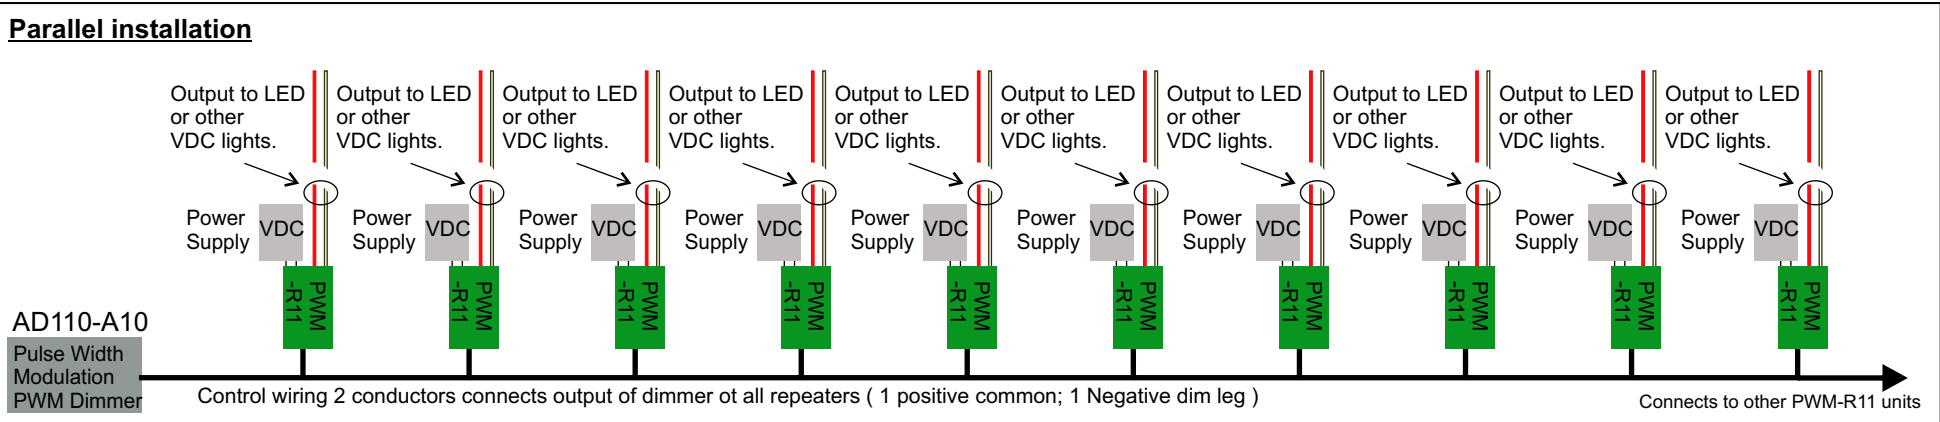 Parallel installation
Output to LED
or other
VDC lights.
Output to LED
or other
VDC lights.
Output to LED
or other
VDC lights.
Output to LED
or other
VDC lights.
Output to LED
or other
VDC lights.
Output to LED
or other
VDC lights.
Output to LED
or other
VDC lights.
Output to LED
or other
VDC lights.
Output to LED
or other
VDC lights.
Output to LED
or other
VDC lights.
Power
Supply
VDC
Power
Supply
VDC
Power
Supply
VDC
Power
Supply
VDC
Power
Supply
VDC
Power
Supply
VDC
Power
Supply
VDC
Power
Supply
VDC
Power
Supply
VDC
Power
Supply
VDC
PWM
-R11
PWM
-R11
PWM
-R11
PWM
-R11
PWM
-R11
PWM
-R11
PWM
-R11
PWM
-R11
PWM
-R11
PWM
-R11
AD110-A10
Pulse Width
Modulation
PWM Dimmer
Control wiring 2 conductors connects output of dimmer ot all repeaters ( 1 positive common; 1 Negative dim leg )
Connects to other PWM-R11 units